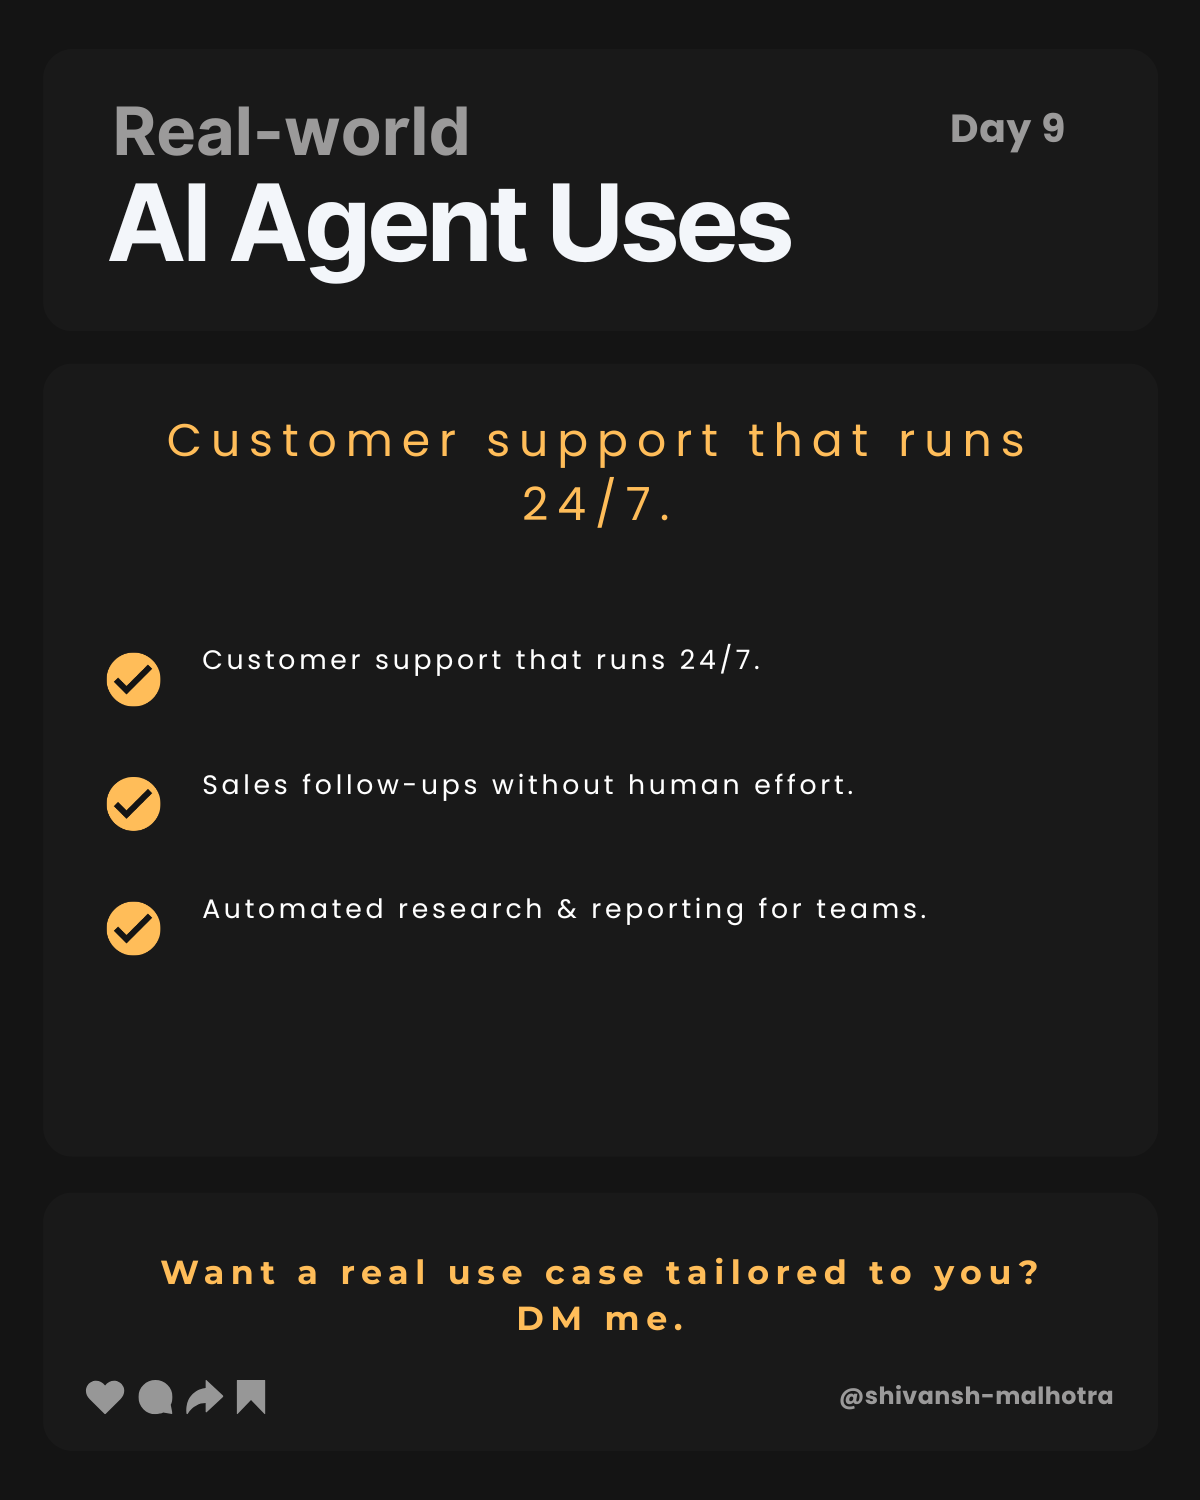 Real-world
Day 9
AI Agent Uses
Customer support that runs
24/7.
Customer support that runs 24/7.
Sales follow-ups without human effort.
Automated research & reporting for teams.
Want a real use case tailored to you?
DM me.
@shivansh-malhotra